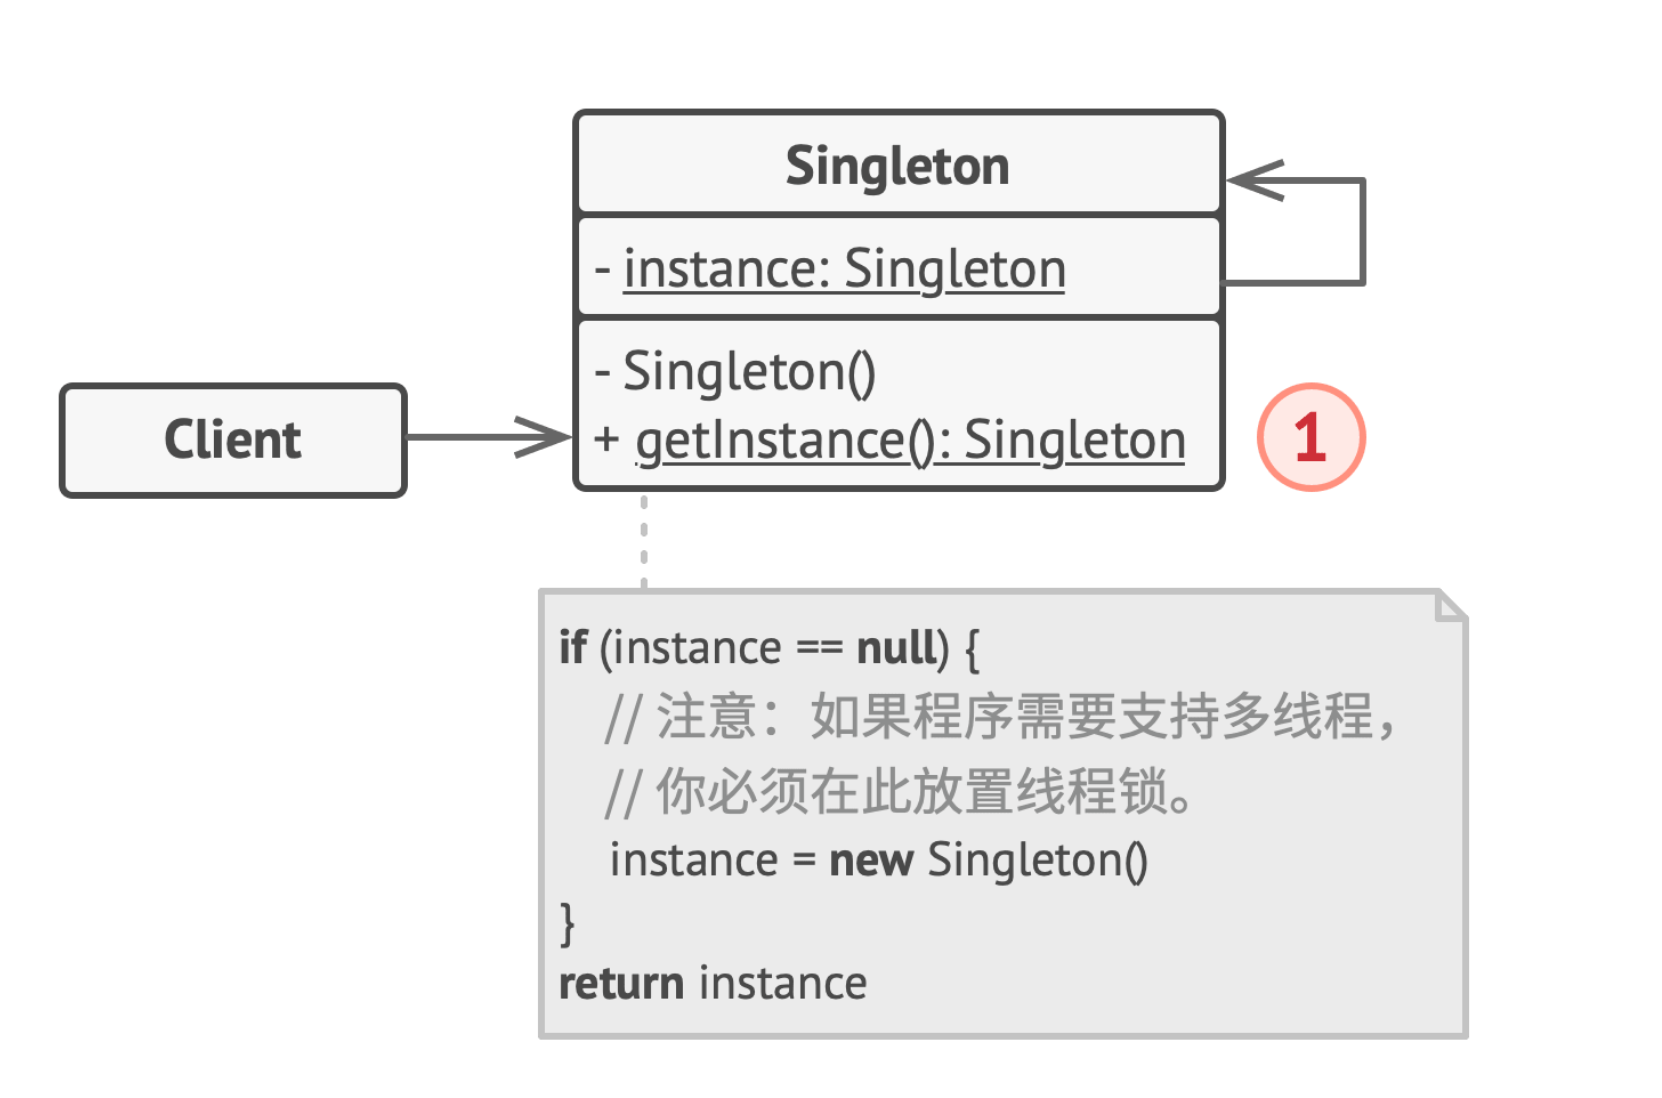 Singleton
- instance: Singleton
- Singleton()
+ getInstance(): Singleton
Client
1
if (instance == null) {
// 注意：如果程序需要支持多线程，
// 你必须在此放置线程锁。
instance = new Singleton()
}
return instance